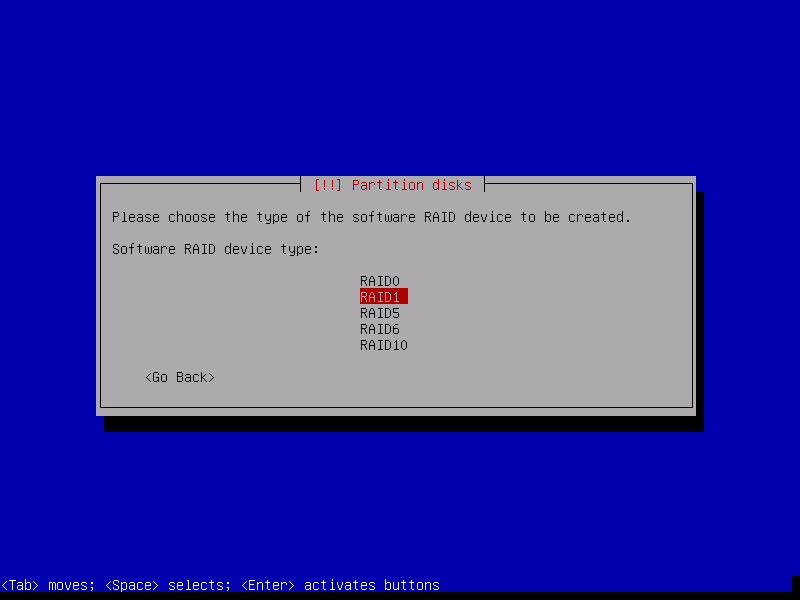 [!!] Partition disks
Please choose the type of the software RAID device to be created.
Software RAID device type:
RAID0
RAID1
RAID5
RAID6
RAID10
<Go Back>
<Tab> moves; <Space> selects; <Enter> activates buttons